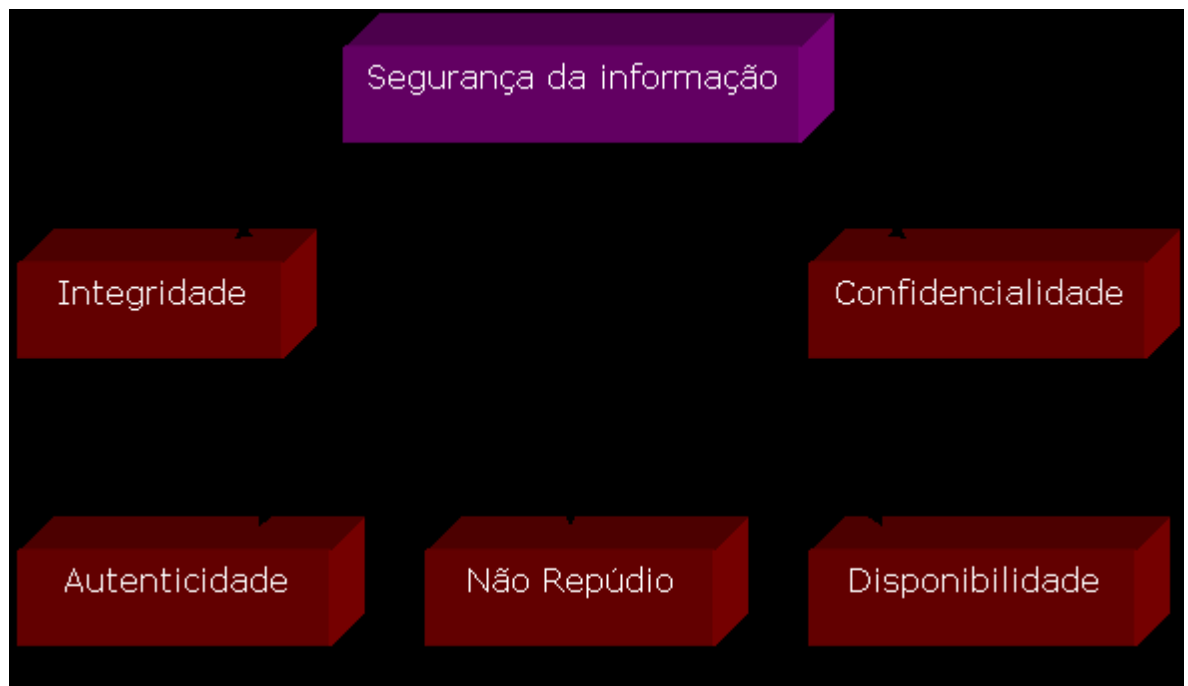 Segurança da informação
Integridade
Confidencialidade
Autenticidade
Não Repúdio
Disponibilidade